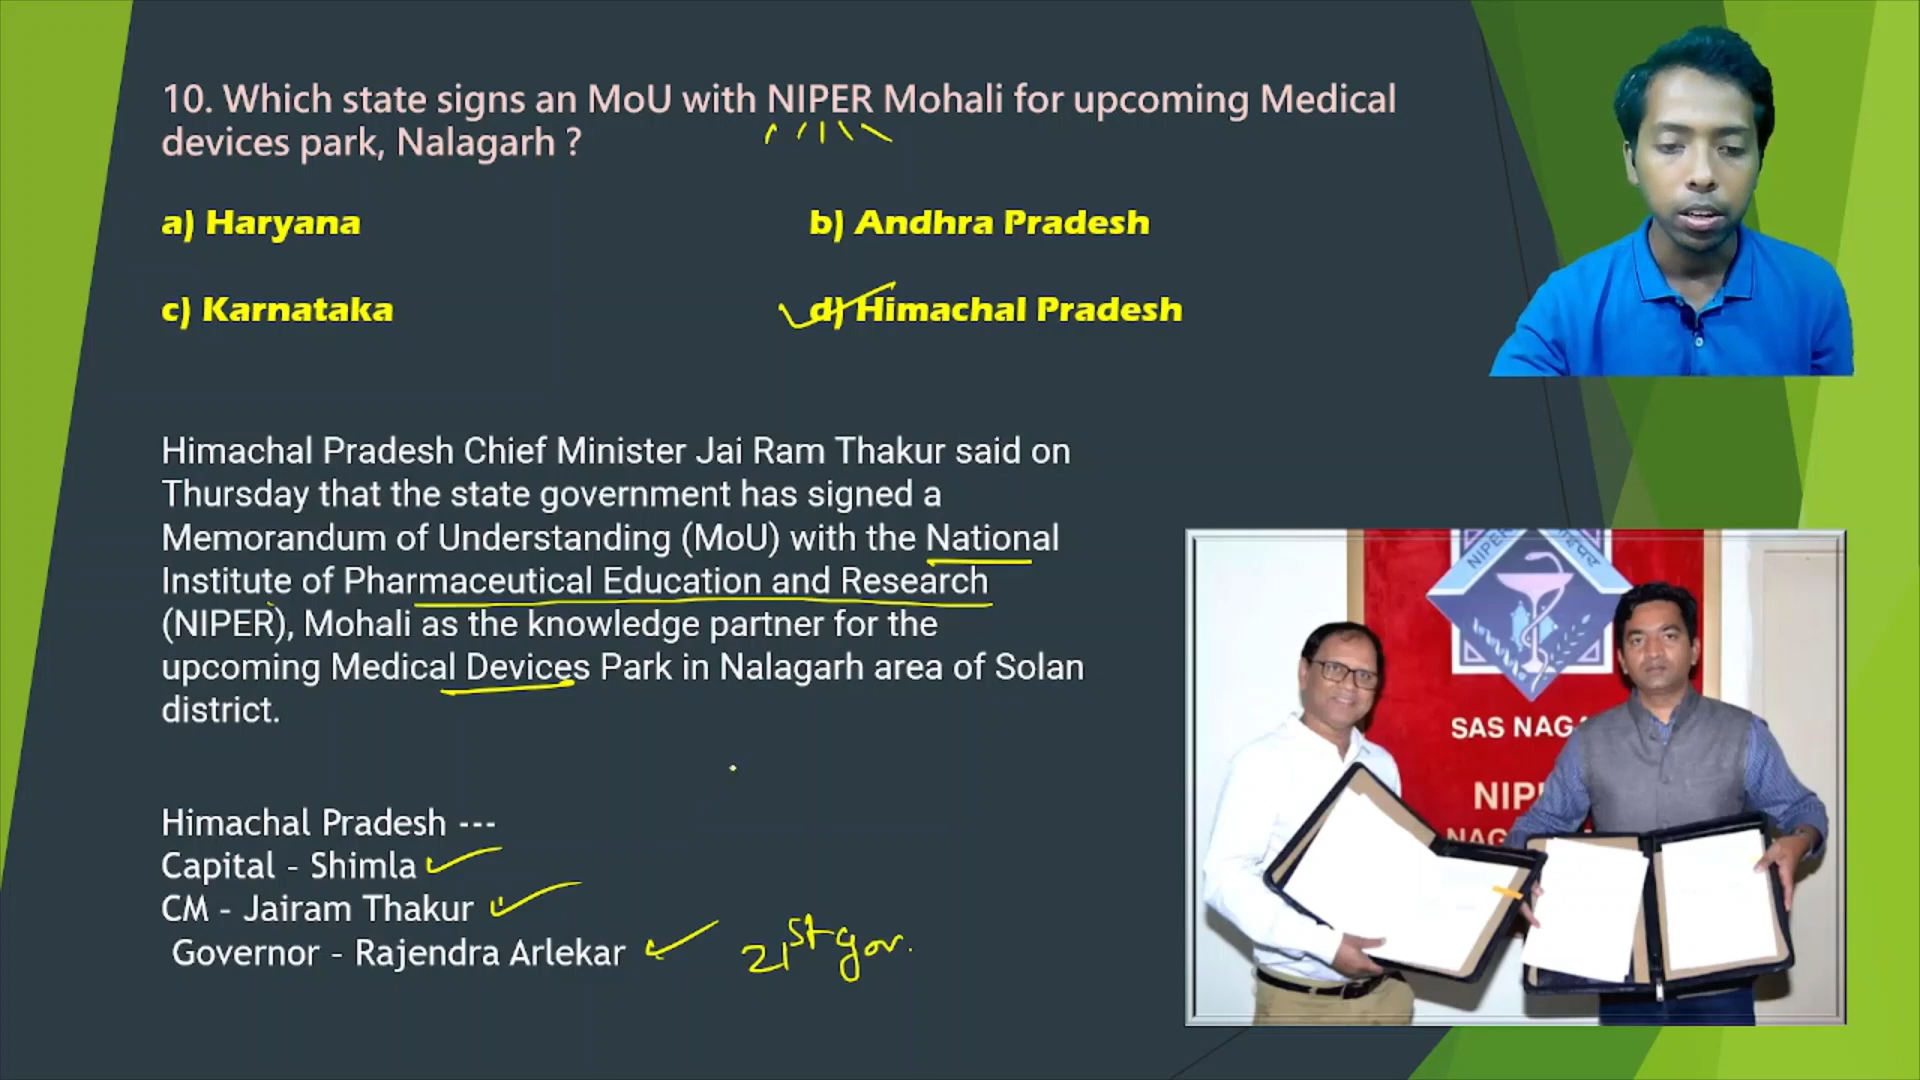 10. Which state signs an MoU with NIPER Mohali for upcoming Medical
devices park, Nalagarh ?
a) Haryana
b) Andhra Pradesh
c) Karnataka
d) Himachal Pradesh
Himachal Pradesh Chief Minister Jai Ram Thakur said on
Thursday that the state government has signed a
Memorandum of Understanding (MoU) with the National
Institute of Pharmaceutical Education and Research
(NIPER), Mohali as the knowledge partner for the
upcoming Medical Devices Park in Nalagarh area of Solan
district.
NIPER
SAS NAGA
NIP
NAG
Himachal Pradesh ---
Capital - Shimla
CM - Jairam Thakur
Governor - Rajendra Arlekar 21st gov.